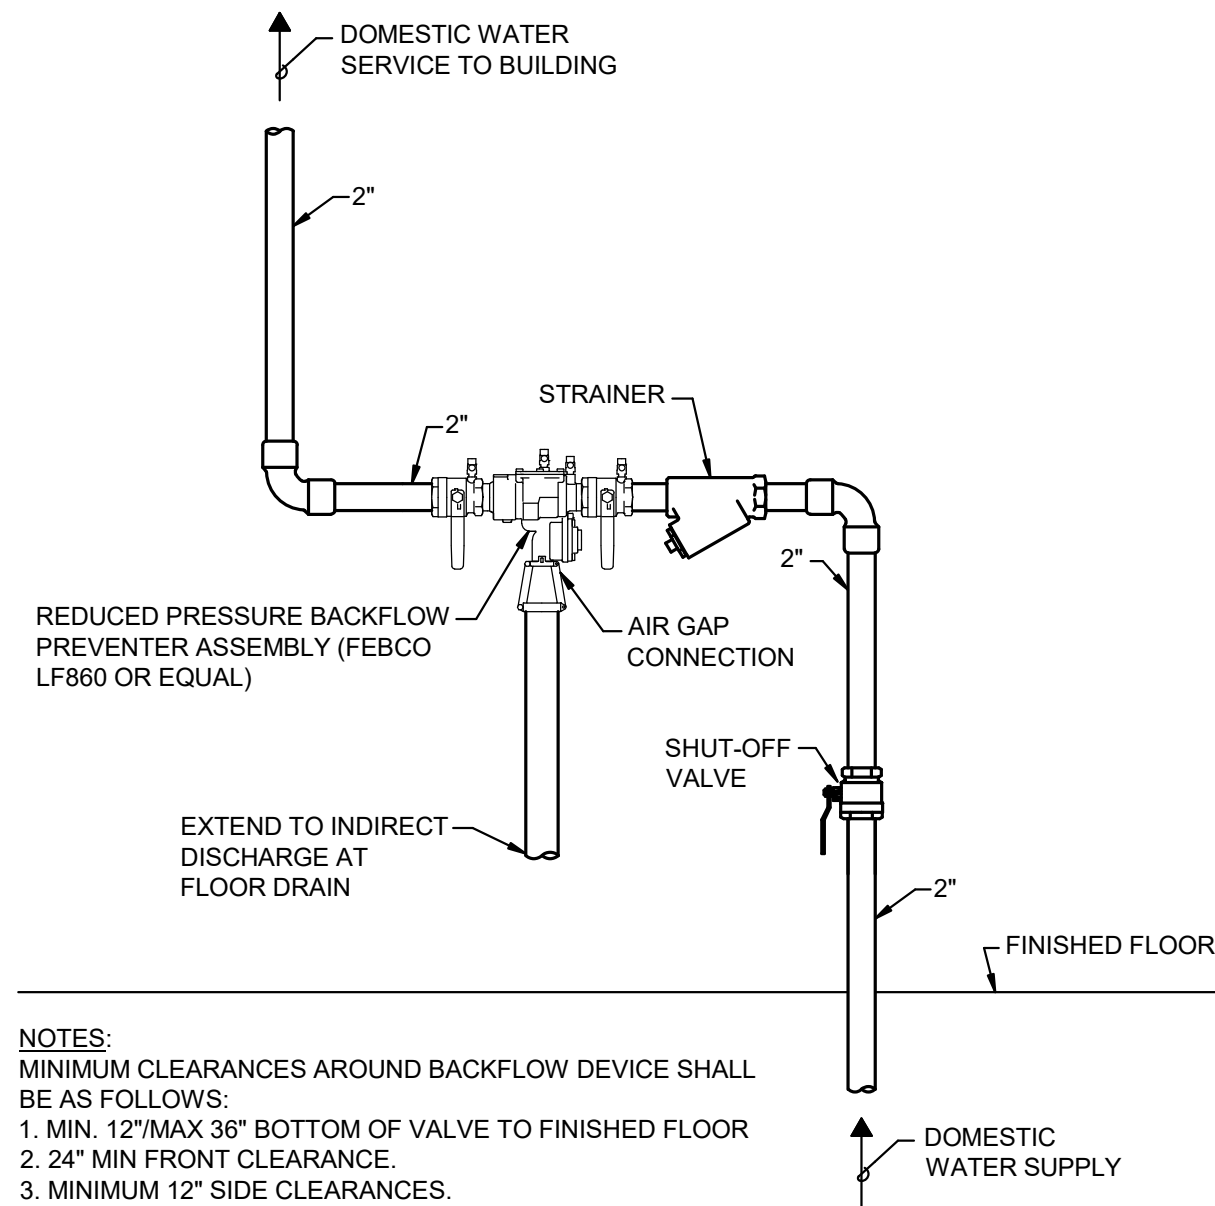 DOMESTIC WATER
SERVICE TO BUILDING
2"
STRAINER
2"
2"
REDUCED PRESSURE BACKFLOW
PREVENTER ASSEMBLY (FEBCO
LF860 OR EQUAL)
AIR GAP
CONNECTION
SHUT-OFF
VALVE
EXTEND TO INDIRECT
DISCHARGE AT
FLOOR DRAIN
2"
FINISHED FLOOR
NOTES:
MINIMUM CLEARANCES AROUND BACKFLOW DEVICE SHALL
BE AS FOLLOWS:
1. MIN. 12"/MAX 36" BOTTOM OF VALVE TO FINISHED FLOOR
2. 24" MIN FRONT CLEARANCE.
3. MINIMUM 12" SIDE CLEARANCES.
DOMESTIC
WATER SUPPLY